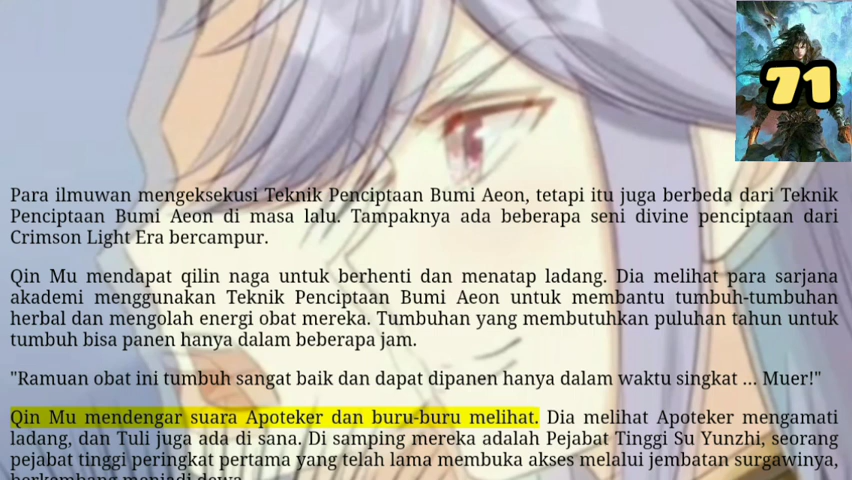 71
Para ilmuwan mengeksekusi Teknik Penciptaan Bumi Aeon, tetapi itu juga berbeda dari Teknik
Penciptaan Bumi Aeon di masa lalu. Tampaknya ada beberapa seni divine penciptaan dari
Crimson Light Era bercampur.
Qin Mu mendapat qilin naga untuk berhenti dan menatap ladang. Dia melihat para sarjana
akademi menggunakan Teknik Penciptaan Bumi Aeon untuk membantu tumbuh-tumbuhan
herbal dan mengolah energi obat mereka. Tumbuhan yang membutuhkan puluhan tahun untuk
tumbuh bisa panen hanya dalam beberapa jam.
"Ramuan obat ini tumbuh sangat baik dan dapat dipanen hanya dalam waktu singkat ... Muer!"
Qin Mu mendengar suara Apoteker dan buru-buru melihat. Dia melihat Apoteker mengamati
ladang, dan Tuli juga ada di sana. Di samping mereka adalah Pejabat Tinggi Su Yunzhi, seorang
pejabat tinggi peringkat pertama yang telah lama membuka akses melalui jembatan surgawinya,
berkembang menjadi dewa.